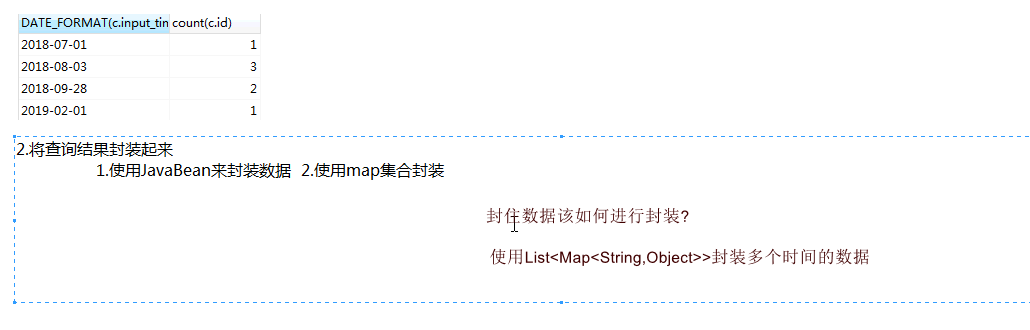 DATE_FORMAT(c.input_tin count(c.id)
2018-07-01 1
2018-08-03 3
2018-09-28 2
2019-02-01 1
2.将查询结果封装起来
1.使用JavaBean来封装数据 2.使用map集合封装
封住数据该如何进行封装?
使用List<Map<String,Object>>封装多个时间的数据